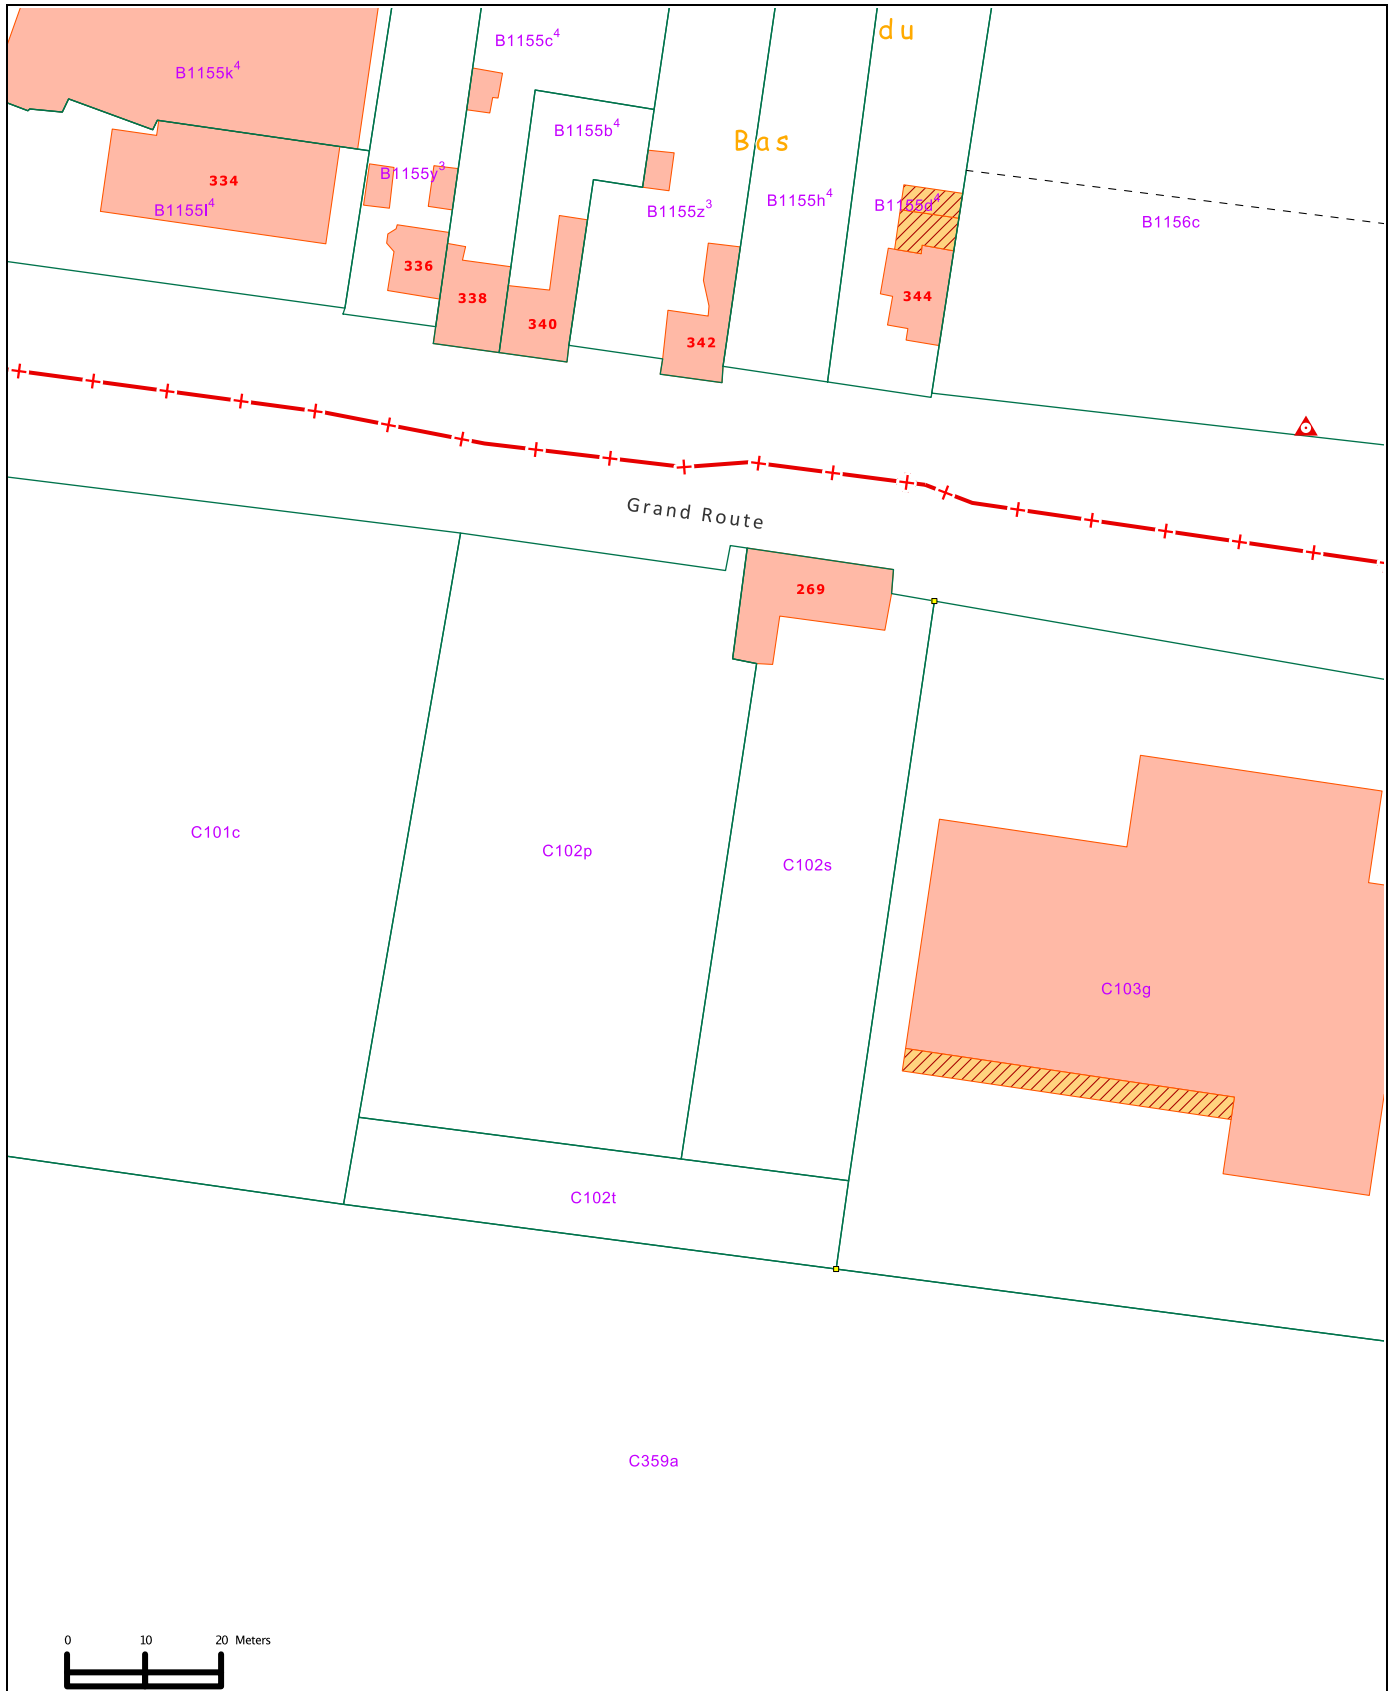 du
B1155c⁴
B1155k⁴
B1155b⁴
Bas
B1155y³
334
B1155l⁴
B1155z³
B1155h⁴
B1155d⁴
B1156c
336
338
340
342
344
Grand Route
269
C101c
C102p
C102s
C103g
C102t
C359a
0 10 20 Meters